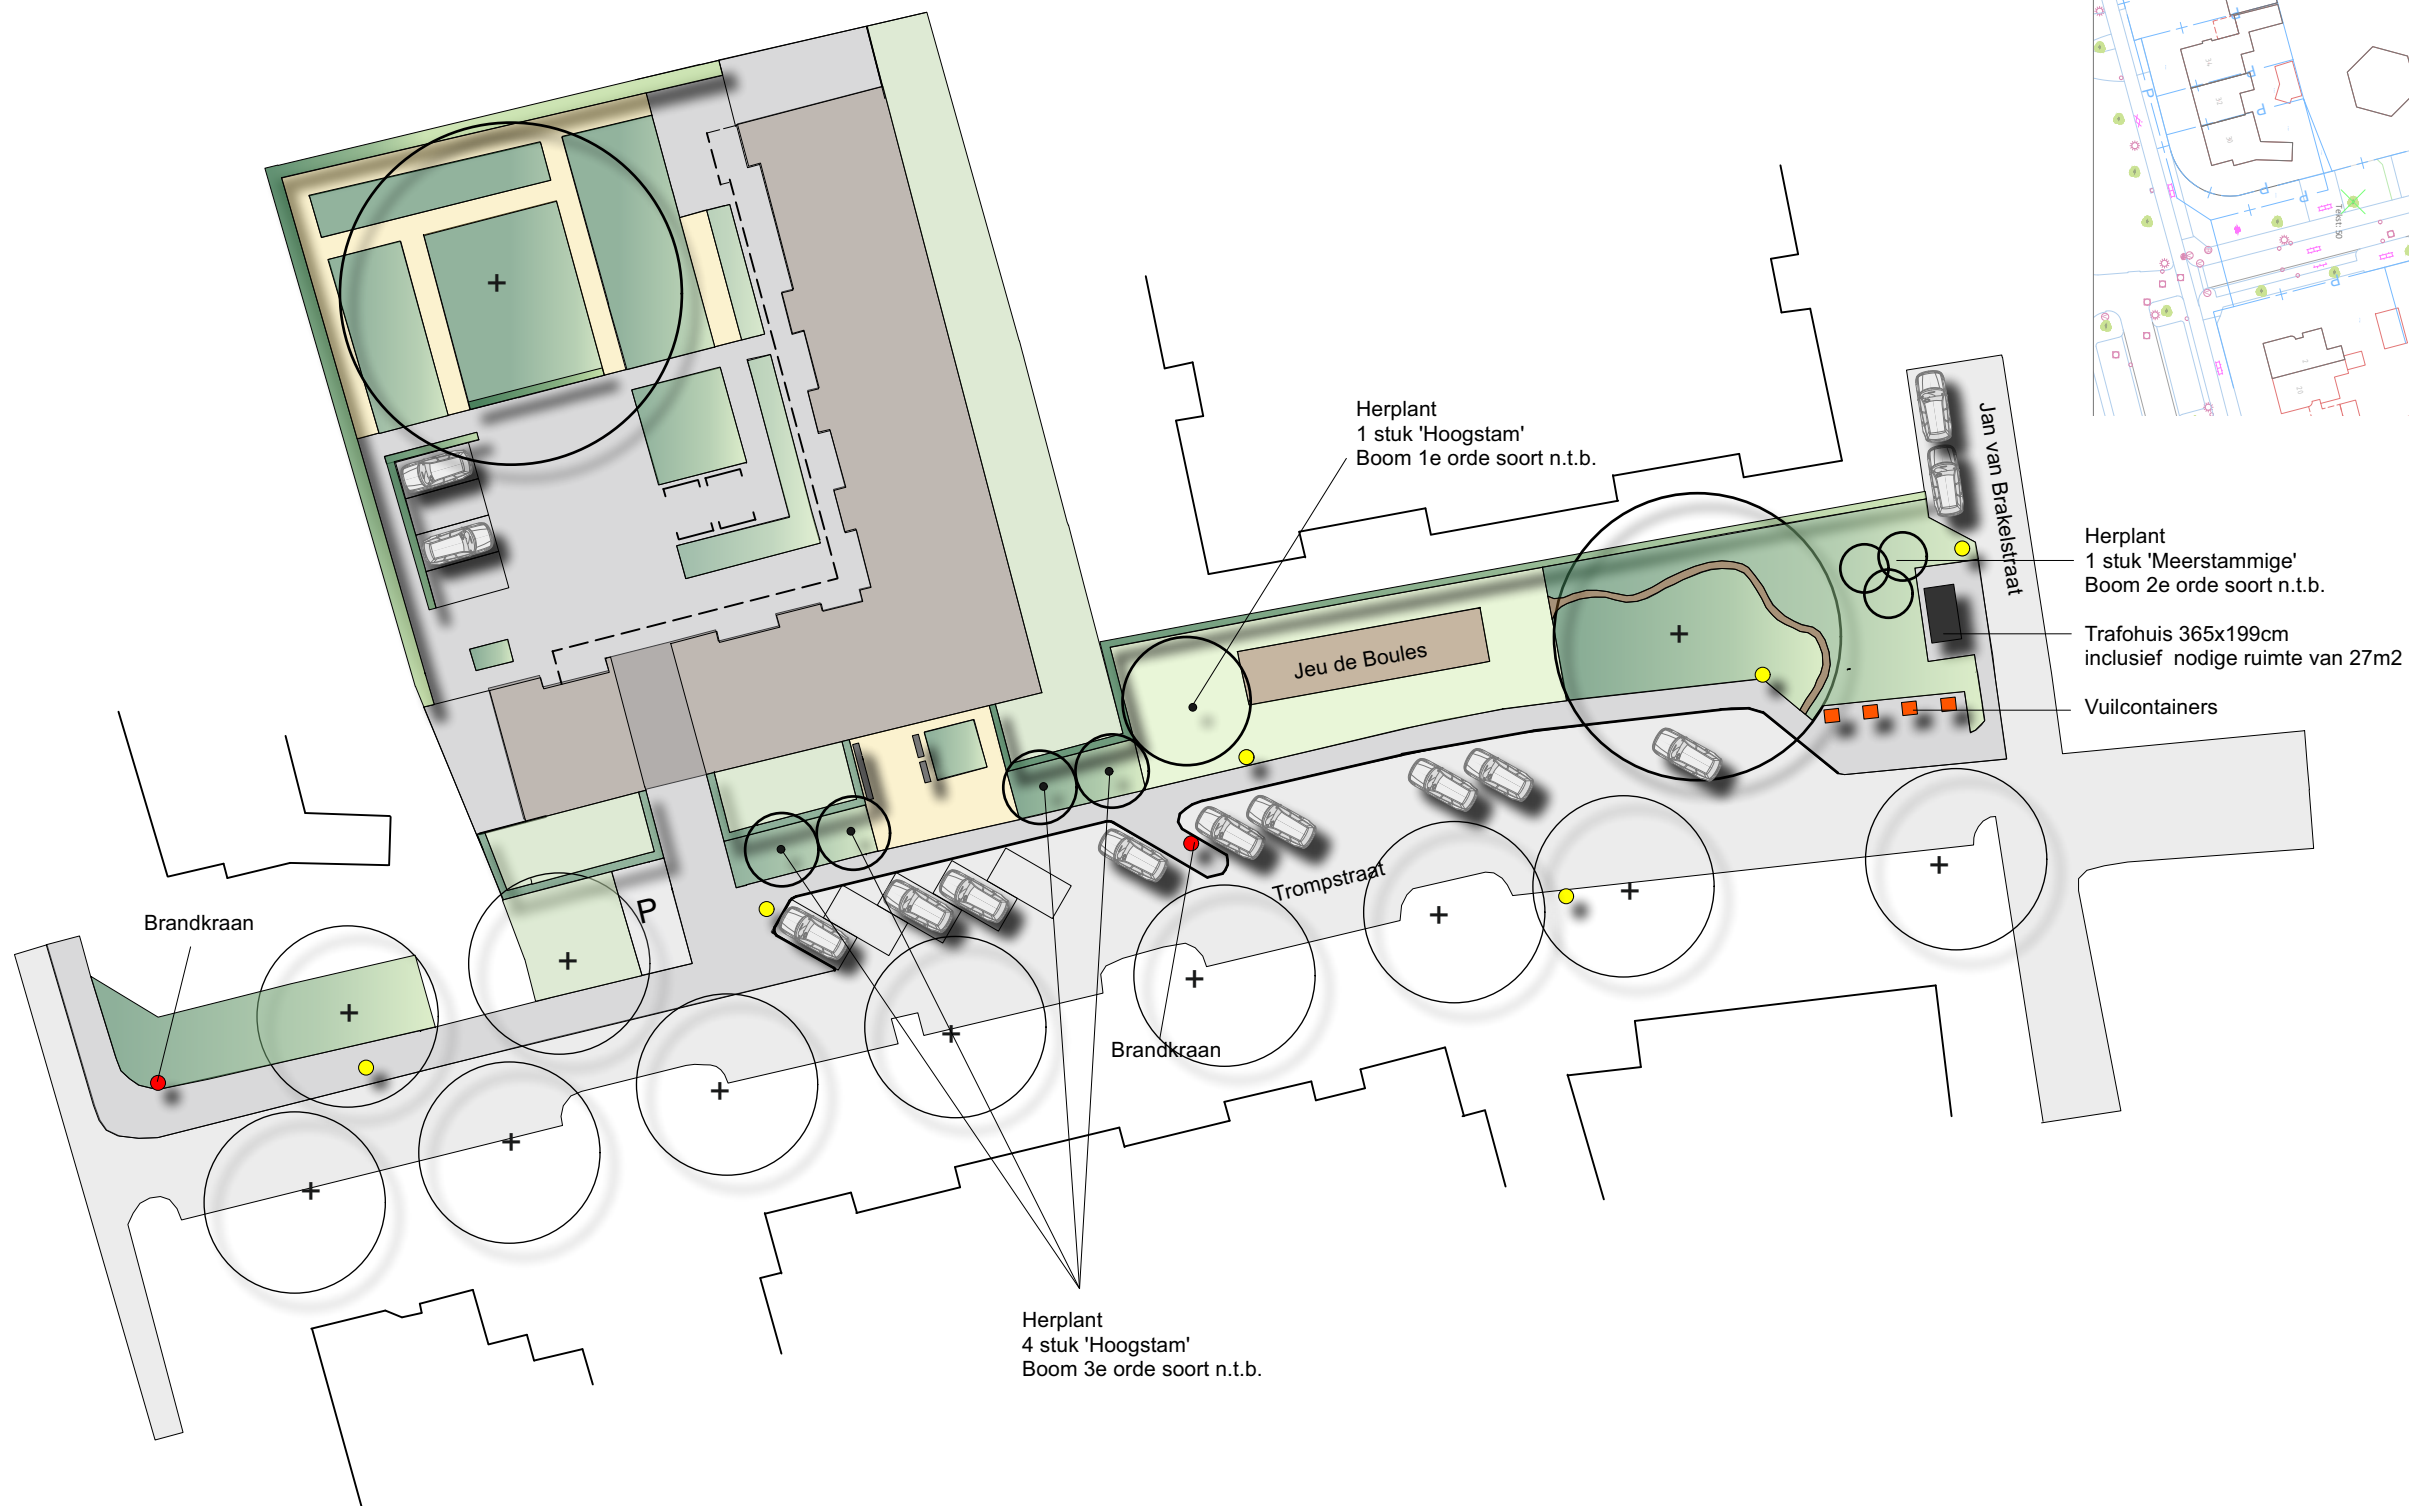 Herplant
1 stuk 'Hoogstam'
Boom 1e orde soort n.t.b.
Jan van Brakelstraat
Herplant
1 stuk 'Meerstammige'
Boom 2e orde soort n.t.b.
Trafohuis 365x199cm
inclusief nodige ruimte van 27m2
Vuilcontainers
Jeu de Boules
Trompstraat
P
Brandkraan
Brandkraan
Herplant
4 stuk 'Hoogstam'
Boom 3e orde soort n.t.b.